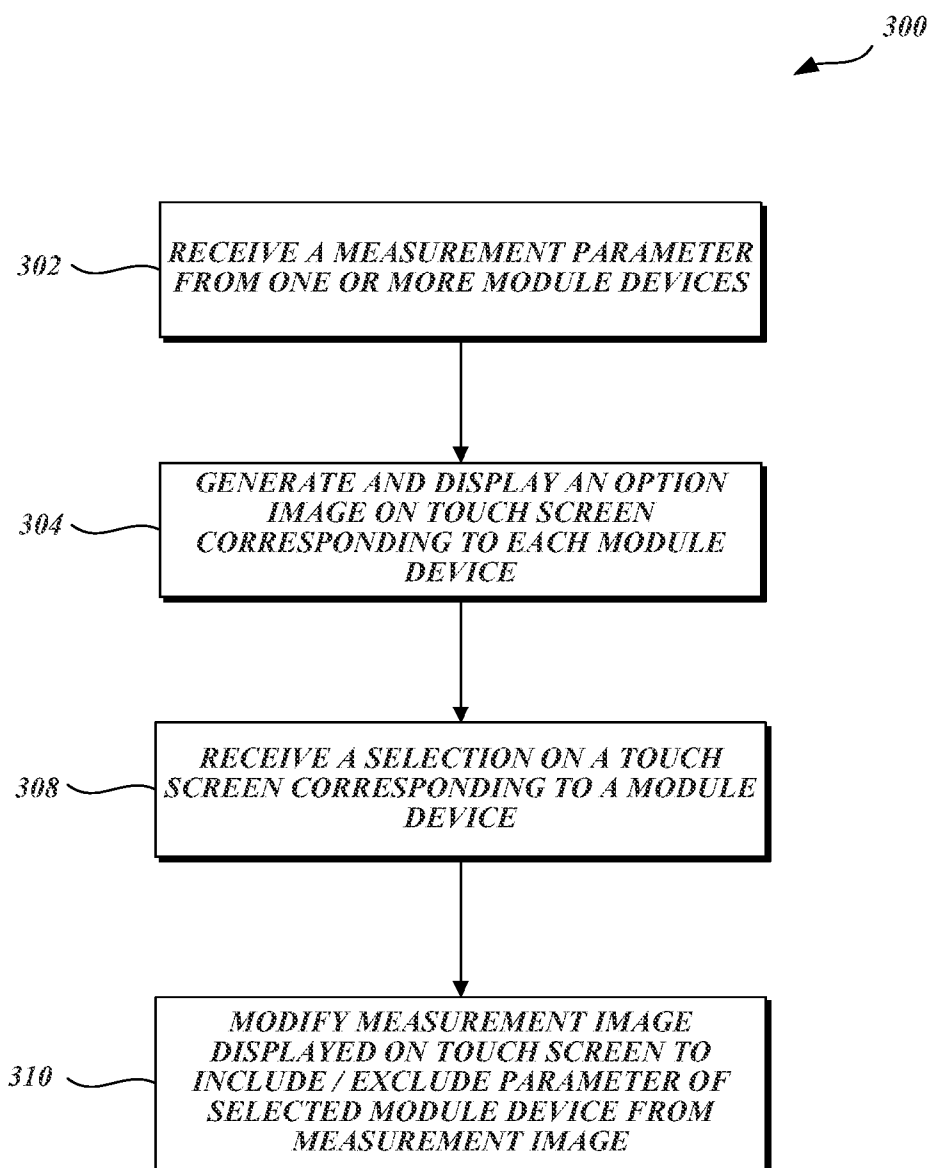 300
302
RECEIVE A MEASUREMENT PARAMETER
FROM ONE OR MORE MODULE DEVICES
304
GENERATE AND DISPLAY AN OPTION
IMAGE ON TOUCH SCREEN
CORRESPONDING TO EACH MODULE
DEVICE
308
RECEIVE A SELECTION ON A TOUCH
SCREEN CORRESPONDING TO A MODULE
DEVICE
310
MODIFY MEASUREMENT IMAGE
DISPLAYED ON TOUCH SCREEN TO
INCLUDE / EXCLUDE PARAMETER OF
SELECTED MODULE DEVICE FROM
MEASUREMENT IMAGE